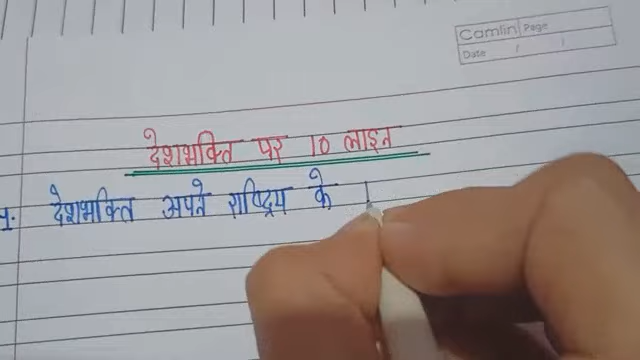 Camlin Page
Date / /
देशभक्ति पर 10 लाइन
1. देशभक्ति अपने राष्ट्रिय के